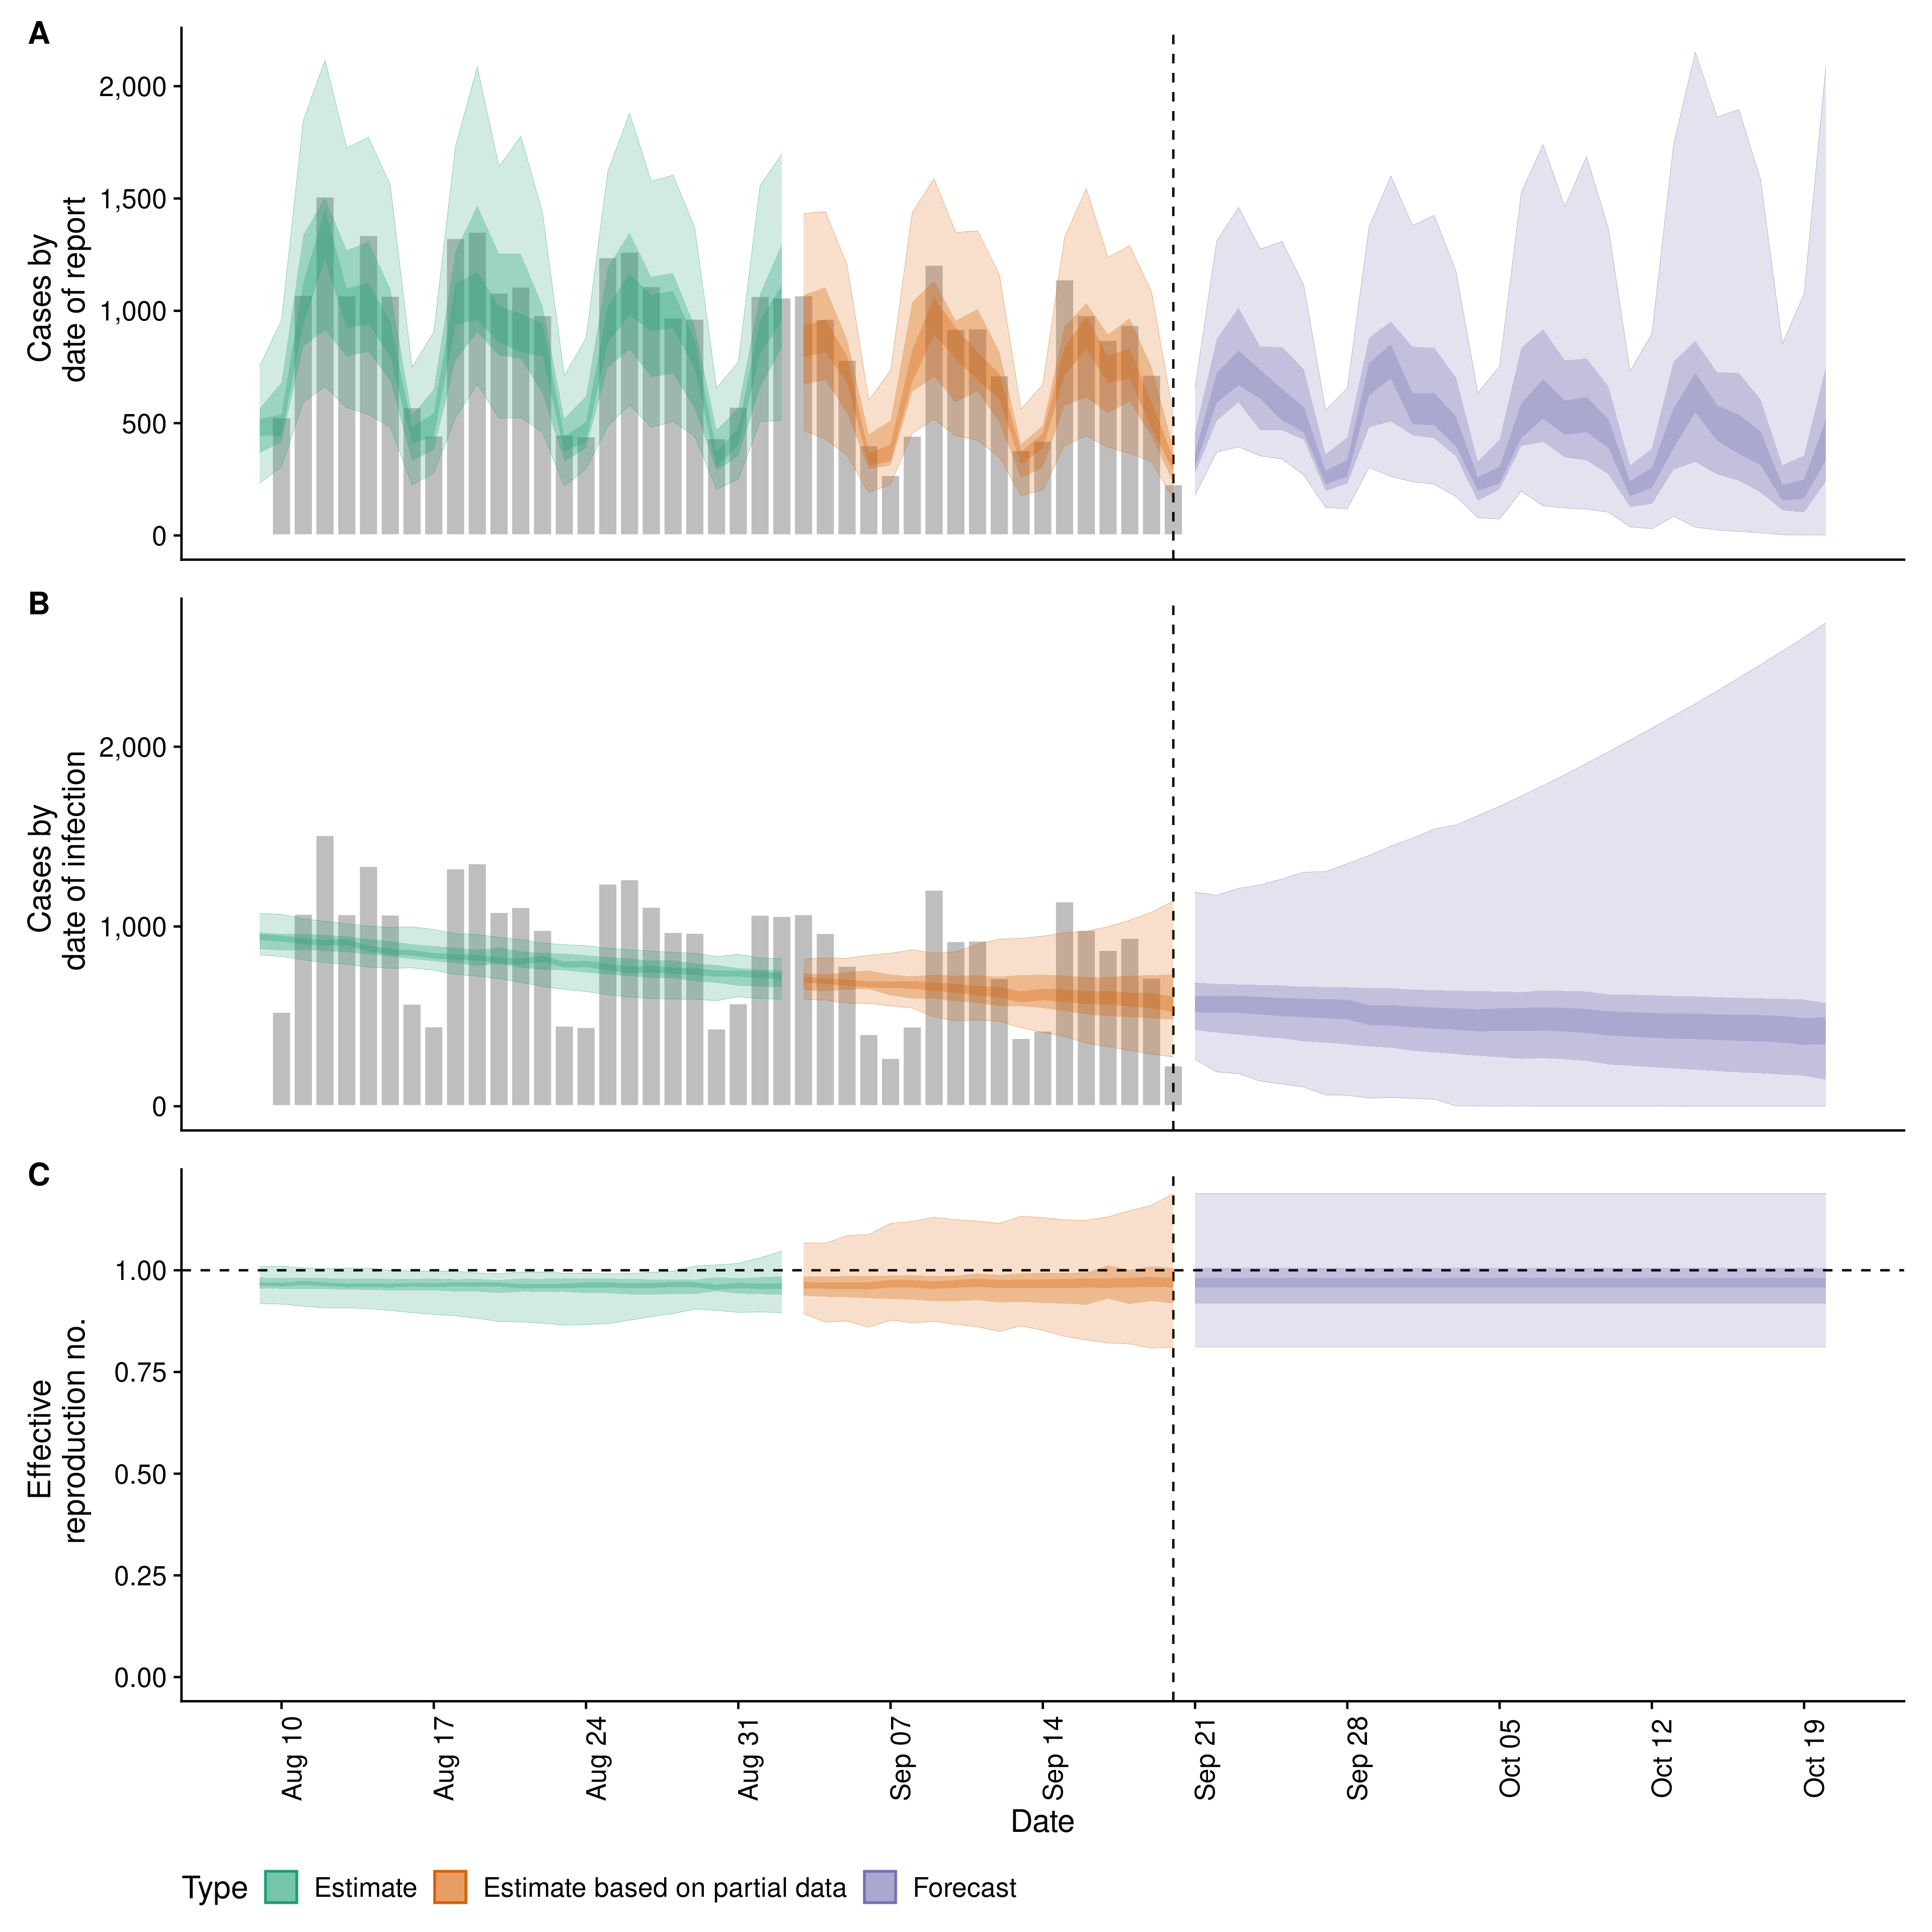 A
Cases by
date of report
2,000
1,500
1,000
500
0
B
Cases by
date of infection
2,000
1,000
0
C
Effective
reproduction no.
1.00
0.75
0.50
0.25
0.00
Aug 10
Aug 17
Aug 24
Aug 31
Sep 07
Sep 14
Sep 21
Sep 28
Oct 05
Oct 12
Oct 19
Date
Type Estimate Estimate based on partial data Forecast